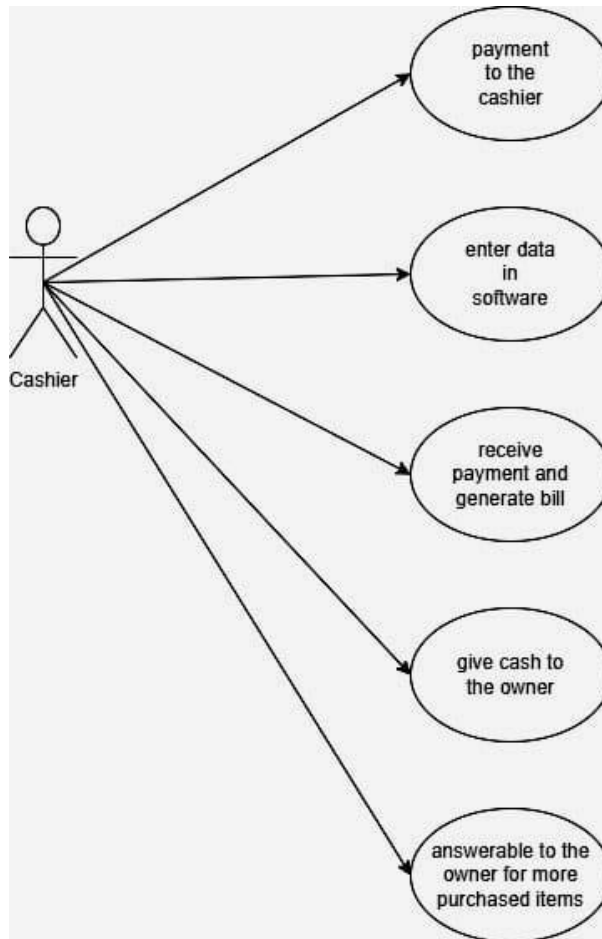 payment
to the
cashier
enter data
in
software
Cashier
receive
payment and
generate bill
give cash to
the owner
answerable to the
owner for more
purchased items